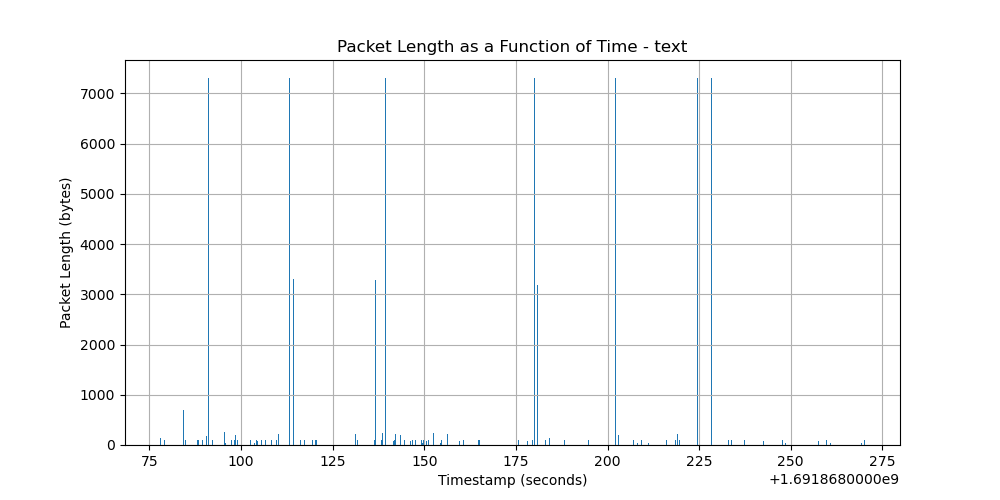 Packet Length as a Function of Time - text
7000
6000
5000
4000
3000
2000
1000
0
Packet Length (bytes)
75 100 125 150 175 200 225 250 275
Timestamp (seconds)
+1.6918680000e9